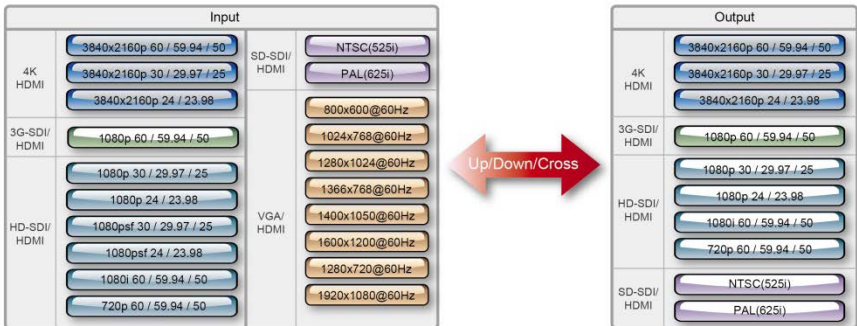 Input
4K
HDMI
3840x2160p 60 / 59.94 / 50
3840x2160p 30 / 29.97 / 25
3840x2160p 24 / 23.98
3G-SDI/
HDMI
1080p 60 / 59.94 / 50
HD-SDI/
HDMI
1080p 30 / 29.97 / 25
1080p 24 / 23.98
1080psf 30 / 29.97 / 25
1080psf 24 / 23.98
1080i 60 / 59.94 / 50
720p 60 / 59.94 / 50
SD-SDI/
HDMI
NTSC(525i)
PAL(625i)
VGA/
HDMI
800x600@60Hz
1024x768@60Hz
1280x1024@60Hz
1366x768@60Hz
1400x1050@60Hz
1600x1200@60Hz
1280x720@60Hz
1920x1080@60Hz
Up/Down/Cross
Output
4K
HDMI
3840x2160p 60 / 59.94 / 50
3840x2160p 30 / 29.97 / 25
3840x2160p 24 / 23.98
3G-SDI/
HDMI
1080p 60 / 59.94 / 50
HD-SDI/
HDMI
1080p 30 / 29.97 / 25
1080p 24 / 23.98
1080i 60 / 59.94 / 50
720p 60 / 59.94 / 50
SD-SDI/
HDMI
NTSC(525i)
PAL(625i)